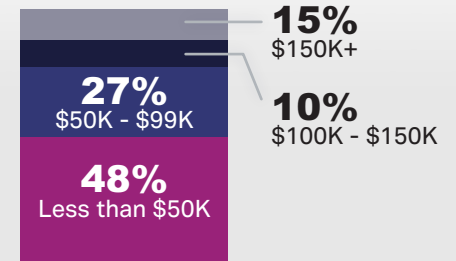 15%
$150K+
10%
$100K - $150K
27%
$50K - $99K
48%
Less than $50K